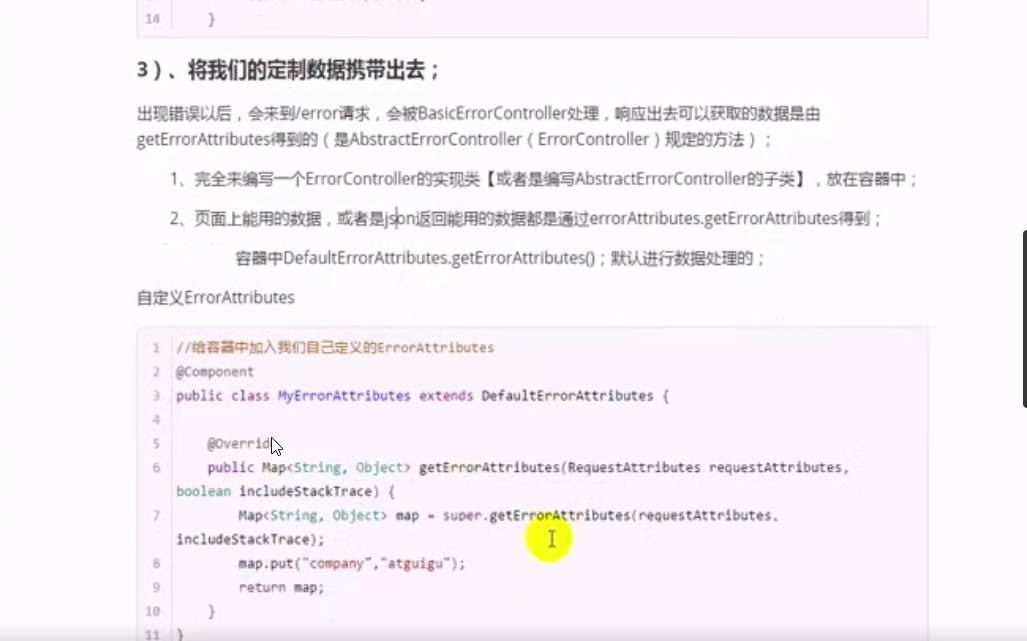 14 }
3）、将我们的定制数据携带出去；
出现错误以后，会来到/error请求，会被BasicErrorController处理，响应出去可以获取的数据是由
getErrorAttributes得到的（是AbstractErrorController（ErrorController）规定的方法）；
1、完全来编写一个ErrorController的实现类【或者是编写AbstractErrorController的子类】，放在容器中；
2、页面上能用的数据，或者是json返回能用的数据都是通过errorAttributes.getErrorAttributes得到；
容器中DefaultErrorAttributes.getErrorAttributes()；默认进行数据处理的；
自定义ErrorAttributes
1 //给容器中加入我们自己定义的ErrorAttributes
2 @Component
3 public class MyErrorAttributes extends DefaultErrorAttributes {
4
5 @Overrid
6 public Map<String, Object> getErrorAttributes(RequestAttributes requestAttributes,
boolean includeStackTrace) {
7 Map<String, Object> map = super.getErrorAttributes(requestAttributes,
includeStackTrace);
8 map.put("company","atguigu");
9 return map;
10 }
11 }